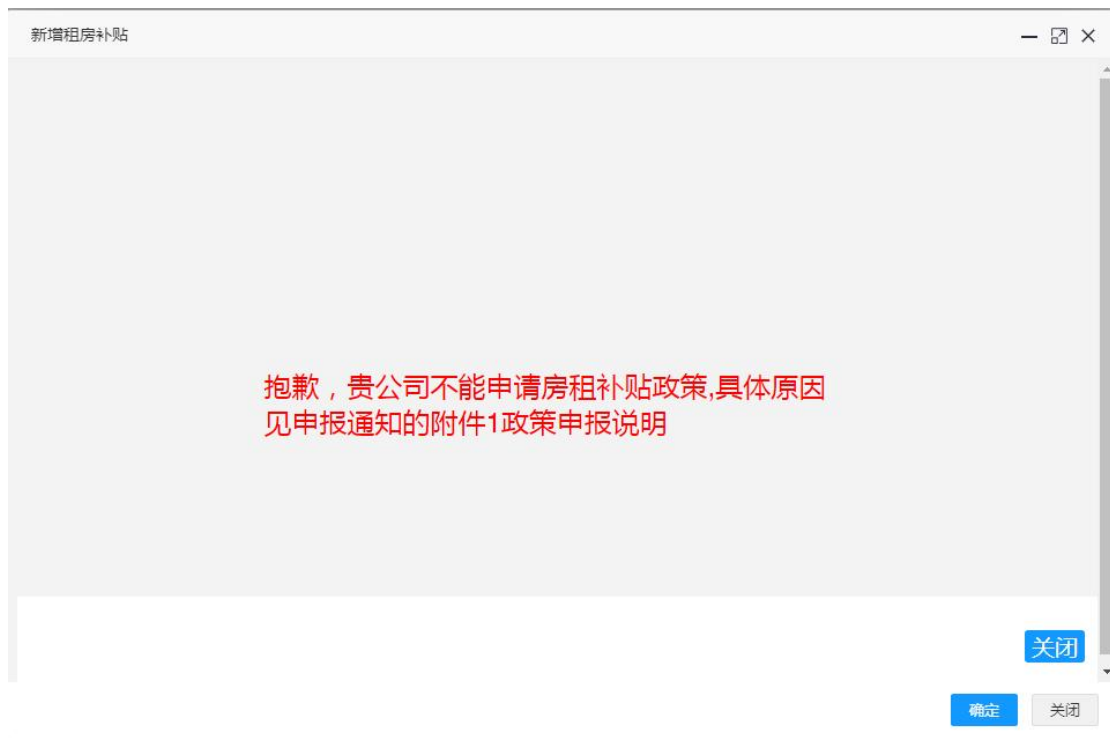 新增租房补贴
抱歉，贵公司不能申请房租补贴政策,具体原因
见申报通知的附件1政策申报说明
关闭
确定 关闭